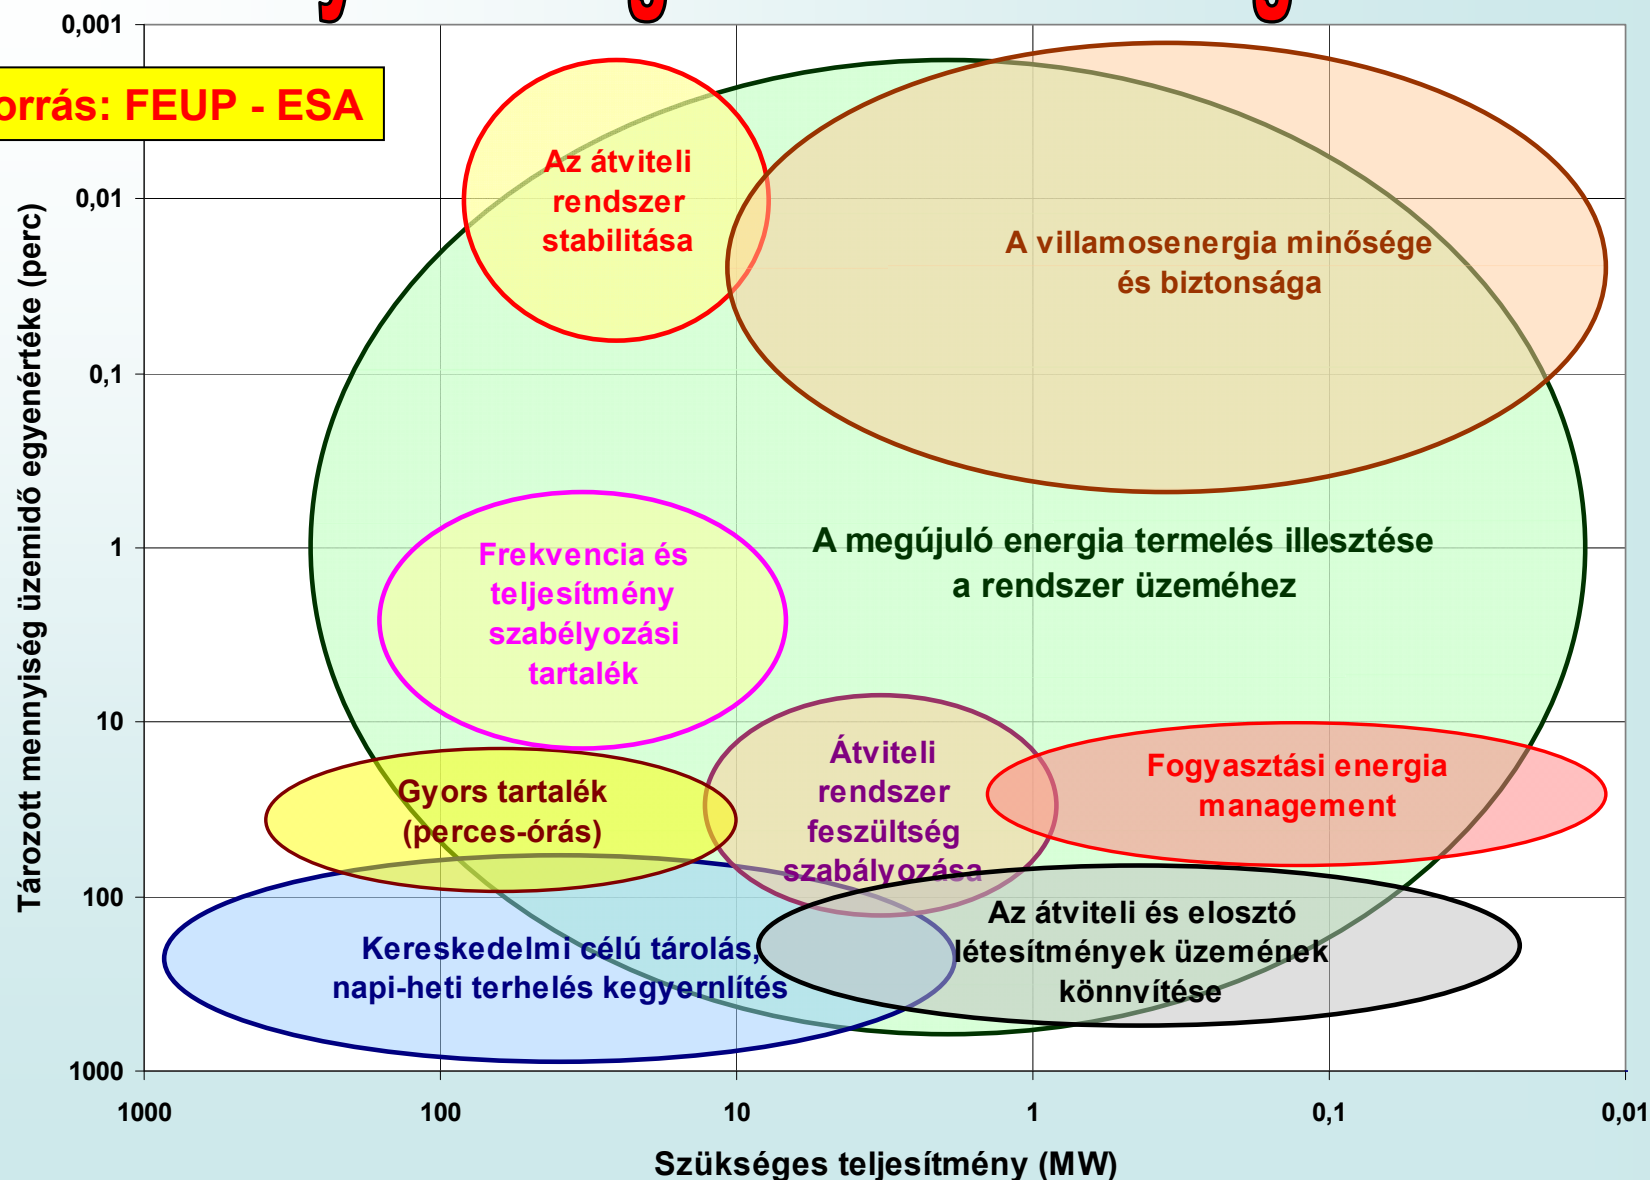 Forrás: FEUP - ESA
Tározott mennyiség üzemidő egyenértéke (perc)
0,001
0,01
0,1
1
10
100
1000
Az átviteli
rendszer
stabilitása
A villamosenergia minősége
és biztonsága
Frekvencia és
teljesítmény
szabélyozási
tartalék
A megújuló energia termelés illesztése
a rendszer üzeméhez
Gyors tartalék
(perces-órás)
Átviteli
rendszer
feszültség
szabályozása
Fogyasztási energia
management
Kereskedelmi célú tárolás,
napi-heti terhelés kegyernlítés
Az átviteli és elosztó
létesítmények üzemének
könnvítése
1000
100
10
1
0,1
0,01
Szükséges teljesítmény (MW)